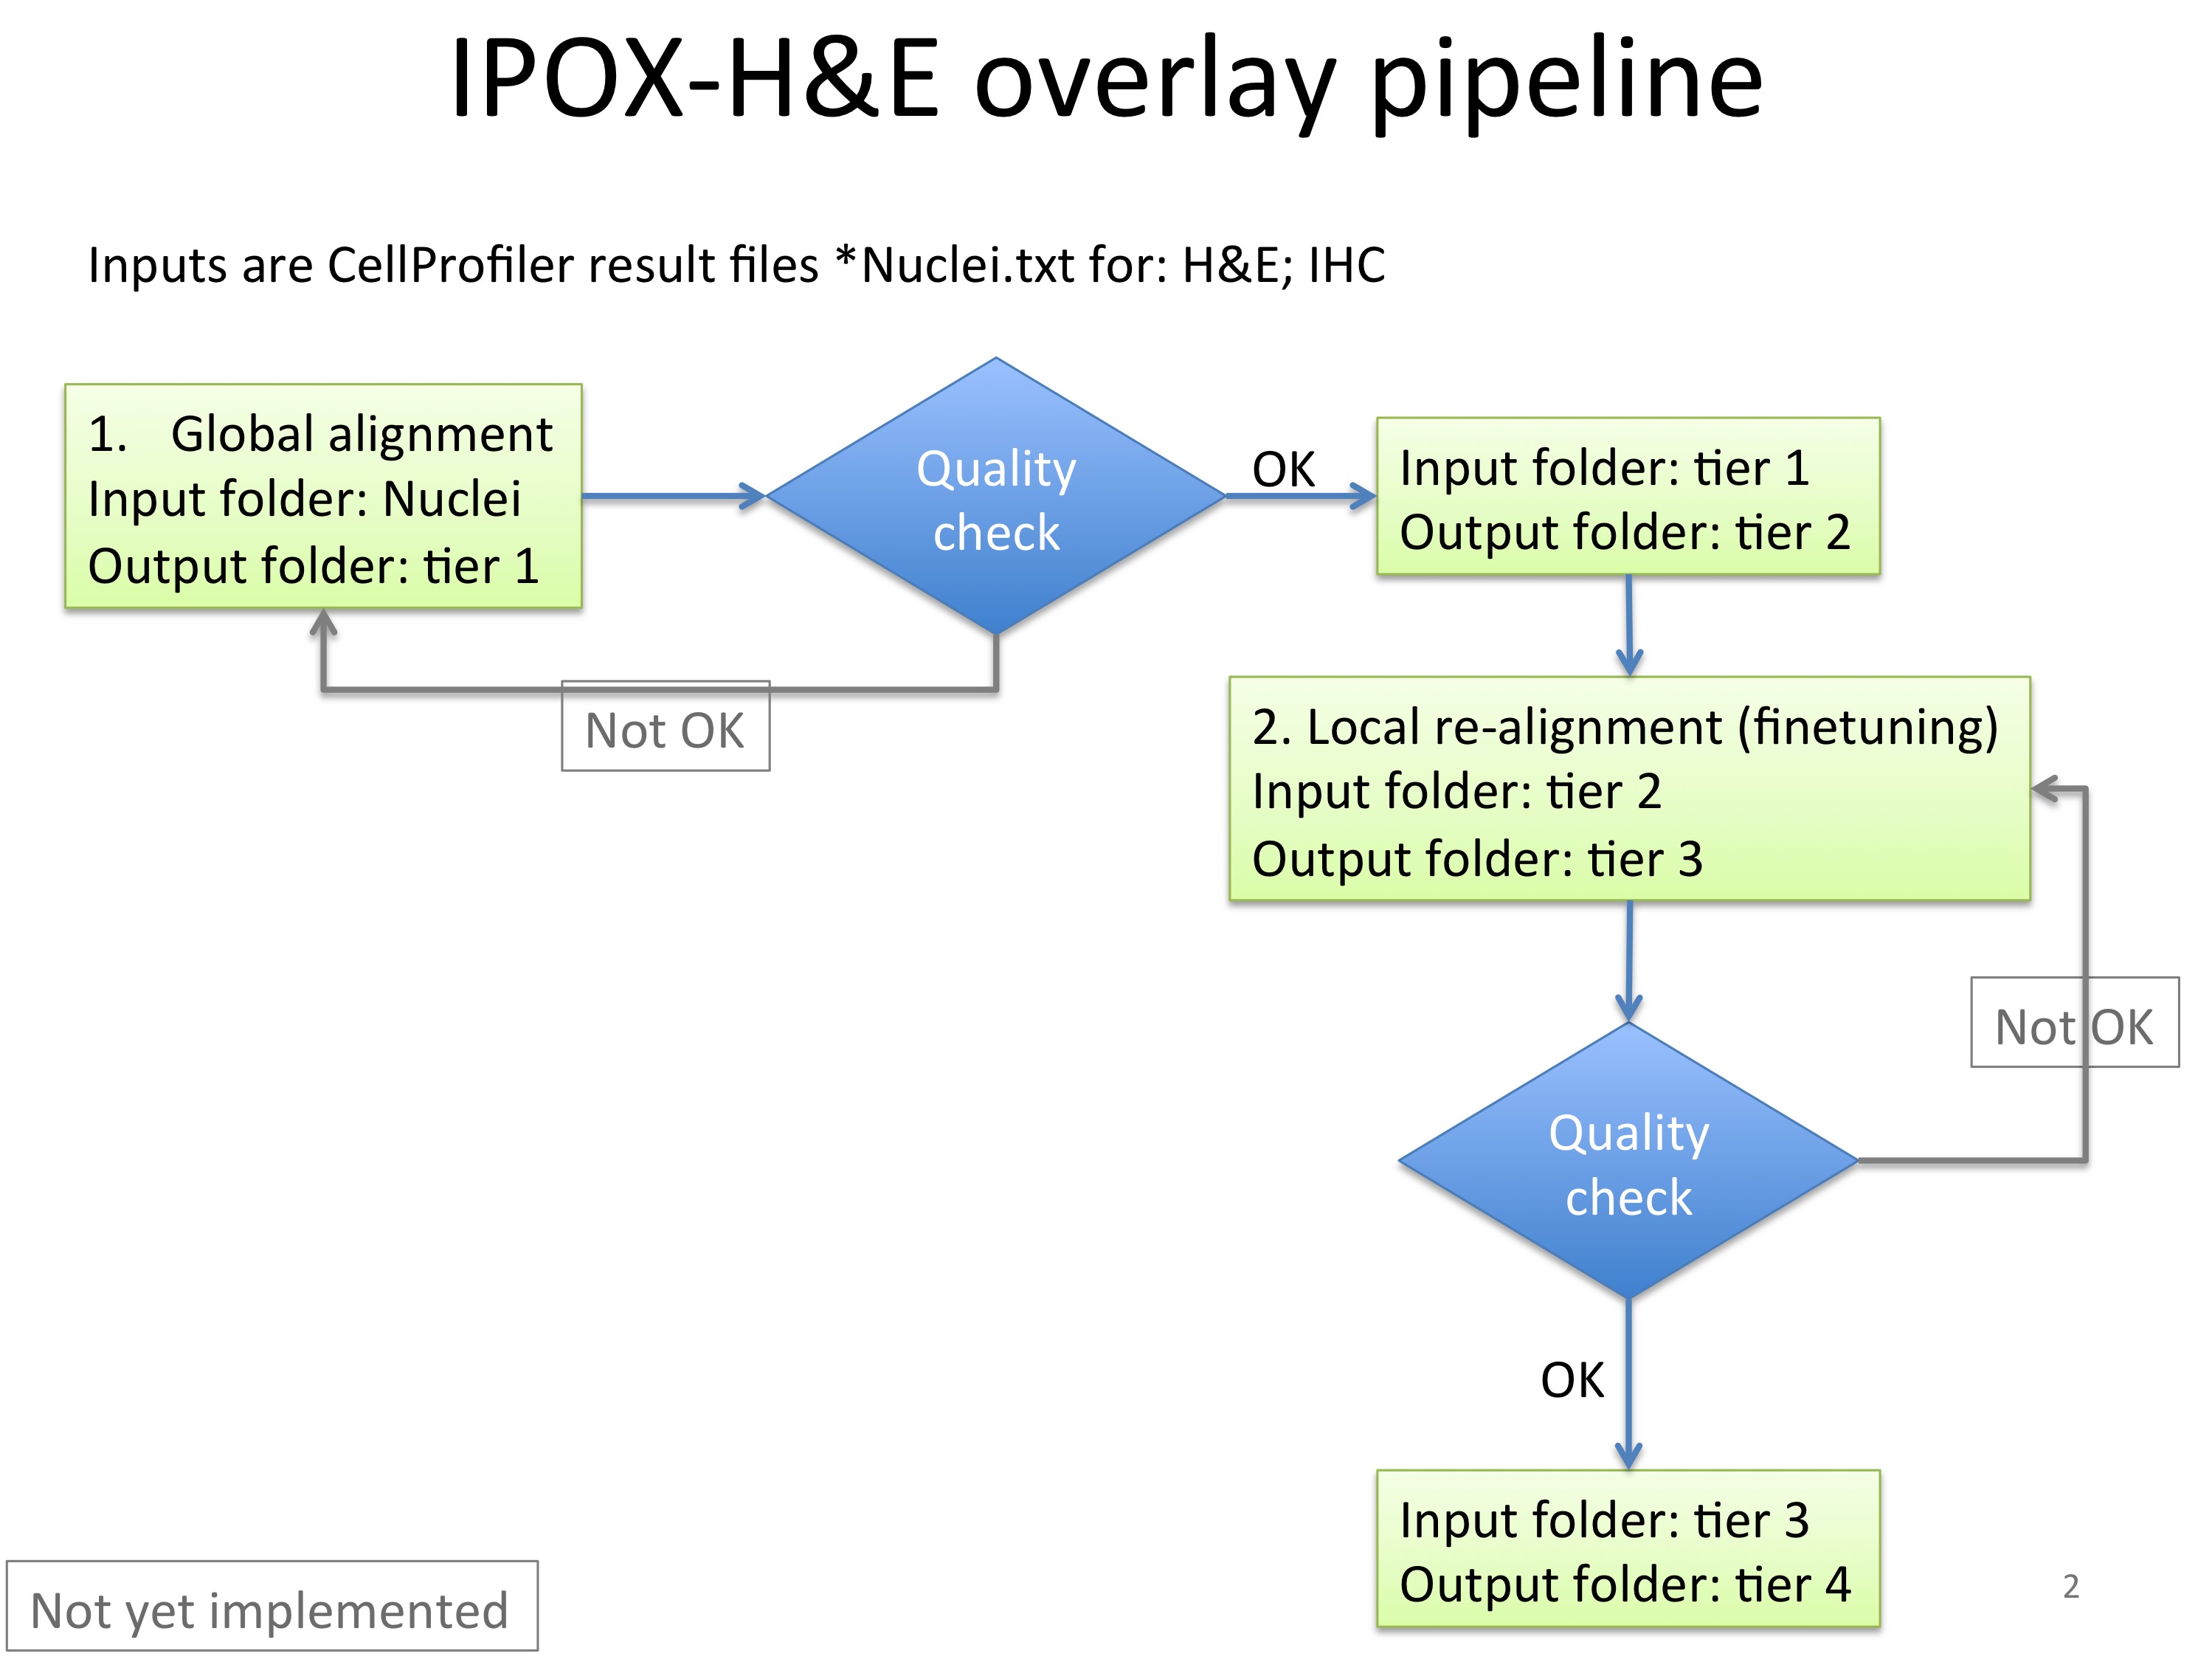 IPOX-H&E overlay pipeline
Inputs are CellProfiler result files *Nuclei.txt for: H&E; IHC
1. Global alignment
Input folder: Nuclei
Output folder: tier 1
Quality
check
OK
Input folder: tier 1
Output folder: tier 2
Not OK
2. Local re-alignment (finetuning)
Input folder: tier 2
Output folder: tier 3
Not OK
Quality
check
OK
Input folder: tier 3
Output folder: tier 4
Not yet implemented
2